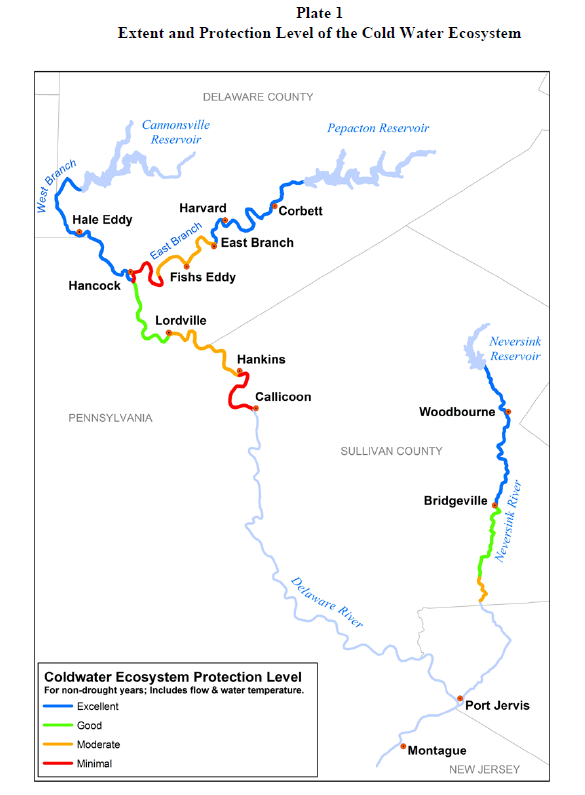 Plate 1
Extent and Protection Level of the Cold Water Ecosystem
DELAWARE COUNTY
Cannonsville
Reservoir
Pepacton Reservoir
West Branch
Hale Eddy
Harvard
Corbett
East Branch
East Branch
Fishs Eddy
Hancock
Lordville
Hankins
Neversink
Reservoir
Callicoon
Woodbourne
PENNSYLVANIA
SULLIVAN COUNTY
Bridgeville
Neversink River
Delaware River
Coldwater Ecosystem Protection Level
For non-drought years; includes flow & water temperature.
Excellent
Good
Moderate
Minimal
Port Jervis
Montague
NEW JERSEY